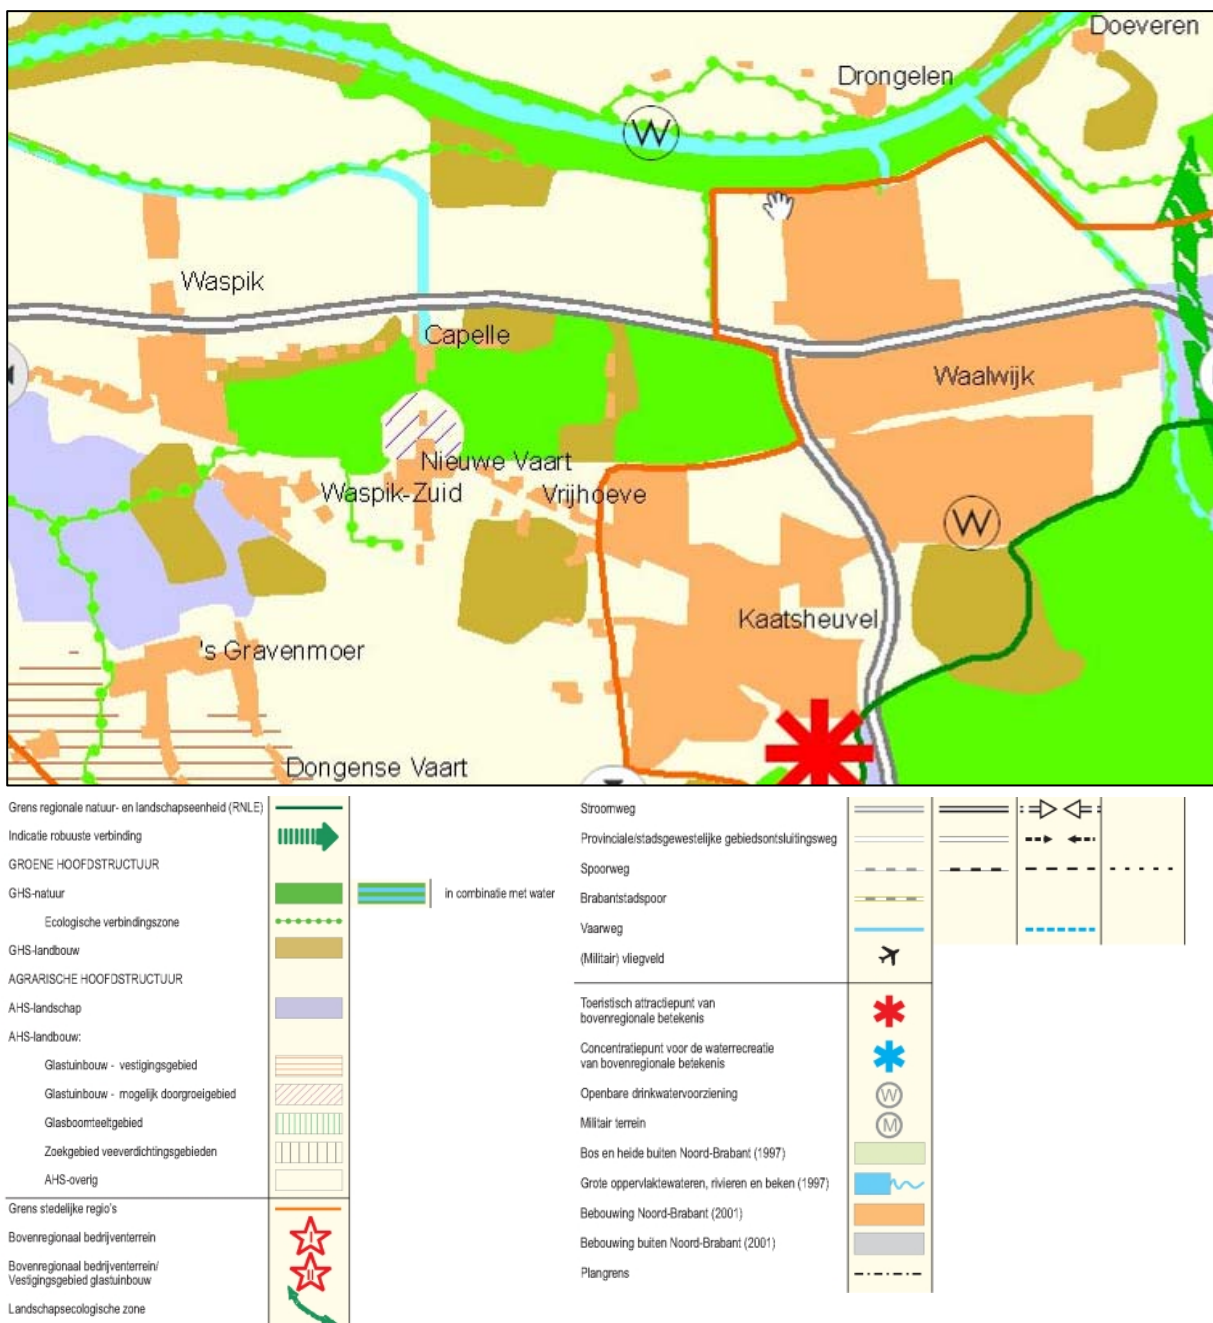 Doeveren
Drongelen
W
Waspik
Capelle
Waalwijk
Nieuwe Vaart
Waspik-Zuid
Vrijhoeve
W
Kaatsheuvel
's Gravenmoer
Dongense Vaart
Grens regionale natuur- en landschapseenheid (RNLE)
Indicatie robuuste verbinding
GROENE HOOFDSTRUCTUUR
GHS-natuur
in combinatie met water
Ecologische verbindingszone
GHS-landbouw
AGRARISCHE HOOFDSTRUCTUUR
AHS-landschap
AHS-landbouw:
Glastuinbouw - vestigingsgebied
Glastuinbouw - mogelijk doorgroeigebied
Glasboomteeltgebied
Zoekgebied veeverdichtingsgebieden
AHS-overig
Grens stedelijke regio's
Bovenregionaal bedrijventerrein
I
Bovenregionaal bedrijventerrein/
Vestigingsgebied glastuinbouw
II
Landschapsecologische zone
Stroomweg
Provinciale/stadsgewestelijke gebiedsontsluitingsweg
Spoorweg
Brabantstadspoor
Vaarweg
(Militair) vliegveld
Toeristisch attractiepunt van
bovenregionale betekenis
Concentratiepunt voor de waterrecreatie
van bovenregionale betekenis
Openbare drinkwatervoorziening
W
Militair terrein
M
Bos en heide buiten Noord-Brabant (1997)
Grote oppervlaktewateren, rivieren en beken (1997)
Bebouwing Noord-Brabant (2001)
Bebouwing buiten Noord-Brabant (2001)
Plangrens